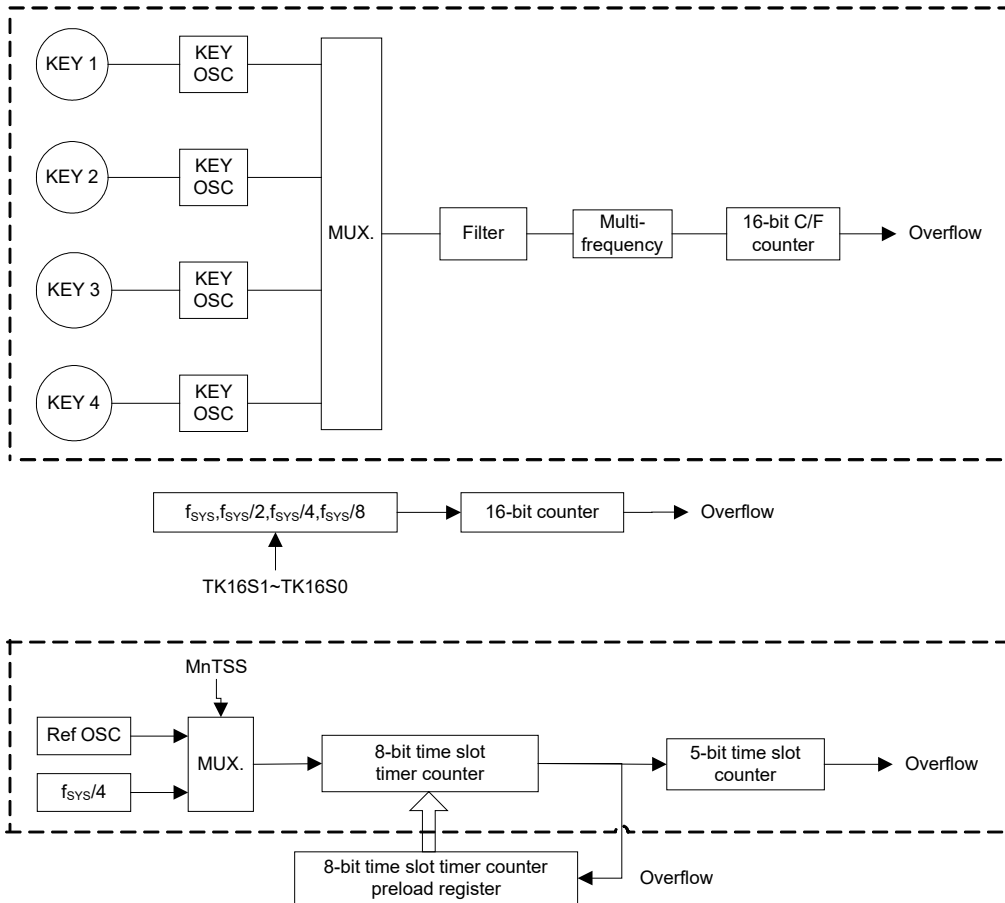 KEY 1
KEY
OSC
KEY 2
KEY
OSC
MUX.
Filter
Multi-
frequency
16-bit C/F
counter
Overflow
KEY 3
KEY
OSC
KEY 4
KEY
OSC
fSYS,fSYS/2,fSYS/4,fSYS/8
16-bit counter
Overflow
TK16S1~TK16S0
MnTSS
Ref OSC
fSYS/4
MUX.
8-bit time slot
timer counter
5-bit time slot
counter
Overflow
8-bit time slot timer counter
preload register
Overflow